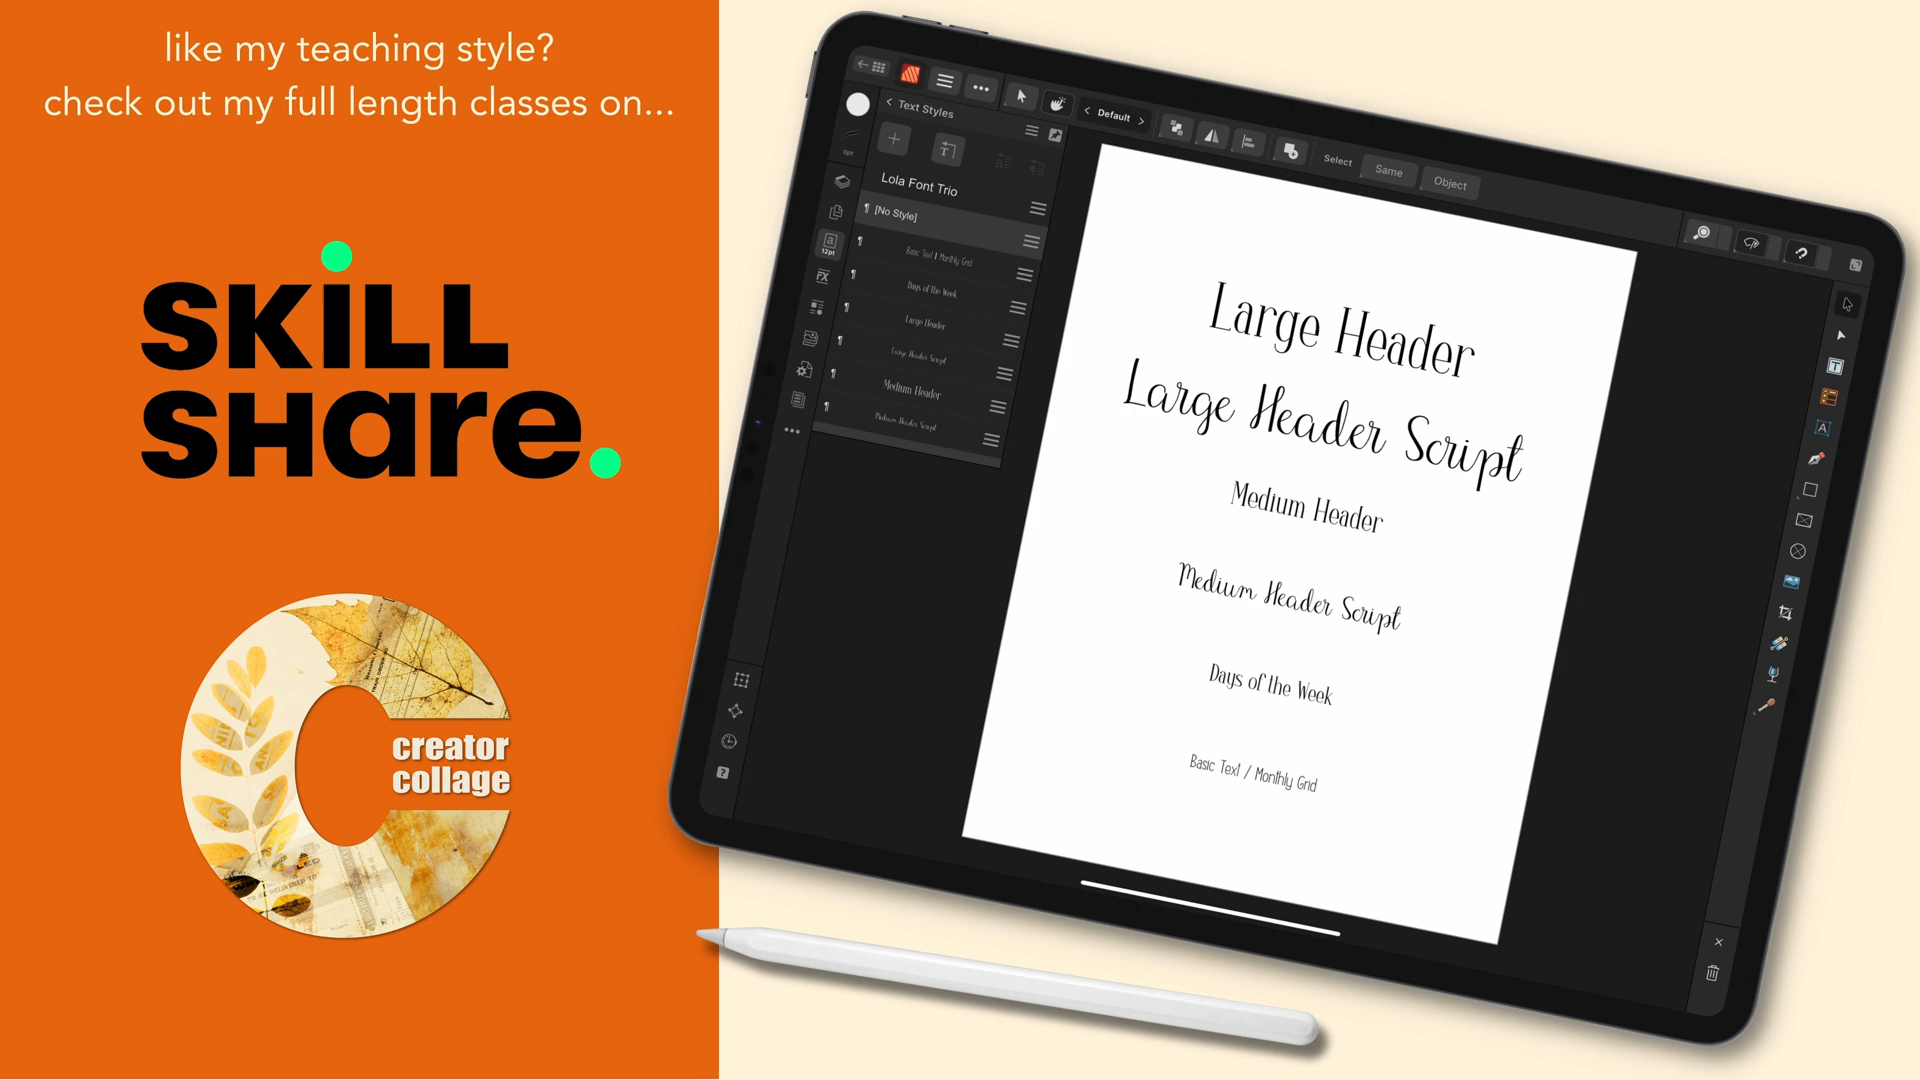 like my teaching style?
check out my full length classes on...
SKILL
SHare.
creator
collage
Text Styles
Default
Select
Same
Object
0pt
12pt
FX
Lola Font Trio
[No Style]
Basic Text / Monthly Grid
Days of the Week
Large Header
Large Header Script
Medium Header
Medium Header Script
Large Header
Large Header Script
Medium Header
Medium Header Script
Days of the Week
Basic Text / Monthly Grid